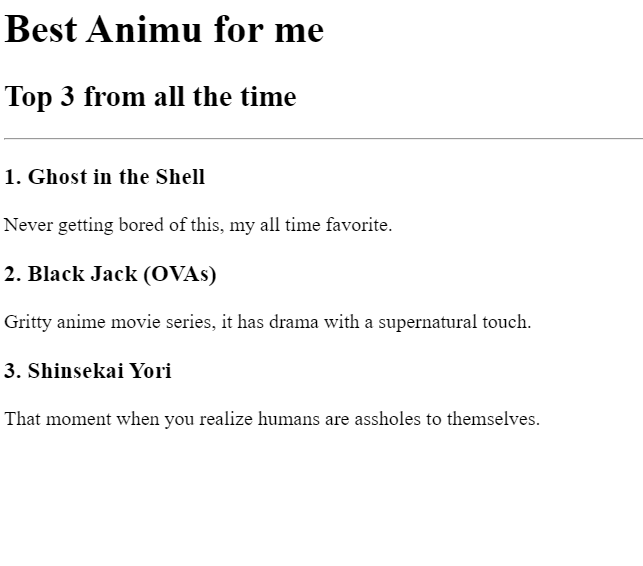 Best Animu for me
Top 3 from all the time
1. Ghost in the Shell
Never getting bored of this, my all time favorite.
2. Black Jack (OVAs)
Gritty anime movie series, it has drama with a supernatural touch.
3. Shinsekai Yori
That moment when you realize humans are assholes to themselves.